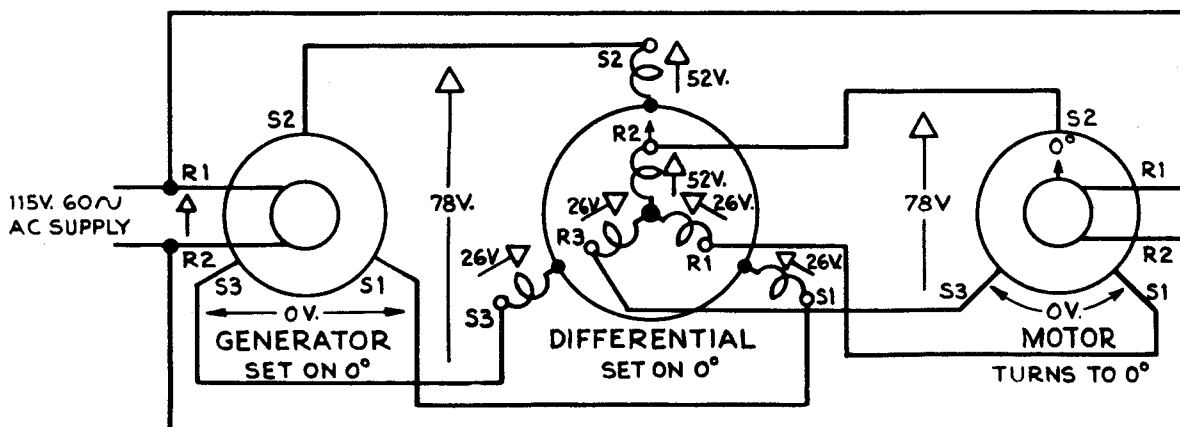 S2
52V.
S2
R1
115V. 60~
AC SUPPLY
R2
S3
S1
0V.
GENERATOR
SET ON 0°
78V.
R2
52V.
26V.
26V.
R3
R1
26V.
26V.
S3
S1
DIFFERENTIAL
SET ON 0°
78V
S2
0°
R1
R2
S3
S1
0V.
MOTOR
TURNS TO 0°